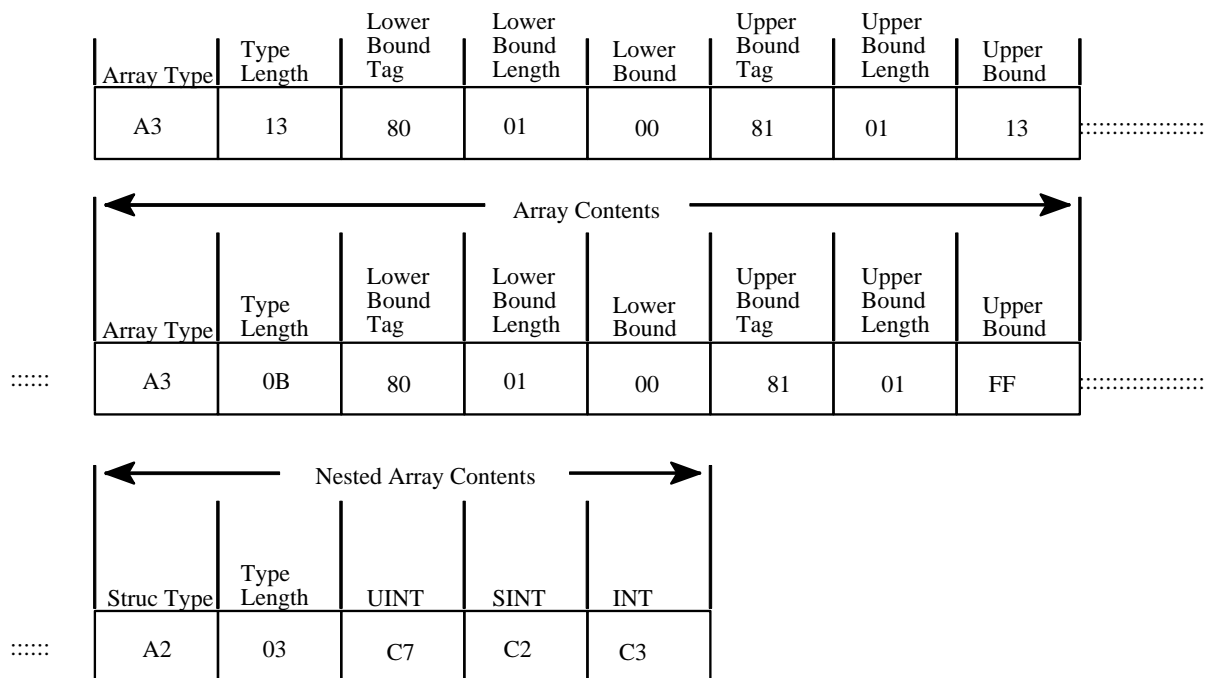 Array Type
Type
Length
Lower
Bound
Tag
Lower
Bound
Length
Lower
Bound
Upper
Bound
Tag
Upper
Bound
Length
Upper
Bound
A3 13 80 01 00 81 01 13
Array Contents
Array Type
Type
Length
Lower
Bound
Tag
Lower
Bound
Length
Lower
Bound
Upper
Bound
Tag
Upper
Bound
Length
Upper
Bound
A3 0B 80 01 00 81 01 FF
Nested Array Contents
Struc Type
Type
Length
UINT
SINT
INT
A2 03 C7 C2 C3